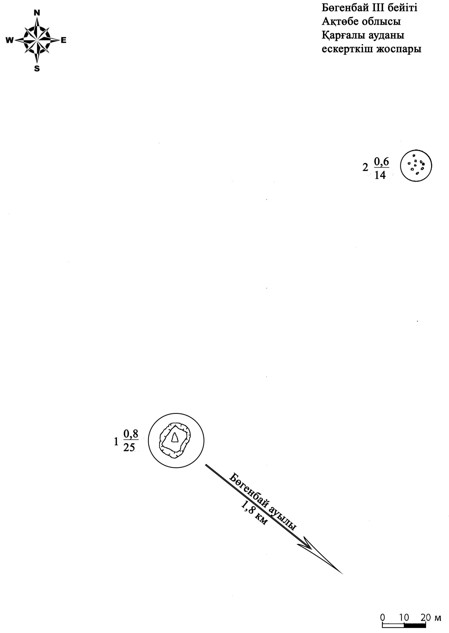 N
W E
S
Бөгенбай III бейіті
Ақтөбе облысы
Қарғалы ауданы
ескерткіш жоспары
2 0,6
14
1 0,8
25
Бөгенбай ауылы
1,8 км
0 10 20 м